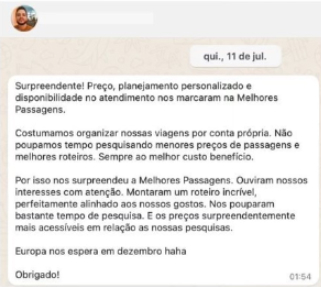 qui., 11 de jul.
Surpreendente! Preço, planejamento personalizado e
disponibilidade no atendimento nos marcaram na Melhores
Passagens.
Costumamos organizar nossas viagens por conta própria. Não
poupamos tempo pesquisando menores preços de passagens e
melhores roteiros. Sempre ao melhor custo benefício.
Por isso nos surpreendeu a Melhores Passagens. Ouviram nossos
interesses com atenção. Montaram um roteiro incrível,
perfeitamente alinhado aos nossos gostos. Nos pouparam
bastante tempo de pesquisa. E os preços surpreendentemente
mais acessíveis em relação as nossas pesquisas.
Europa nos espera em dezembro haha
Obrigado!
01:54